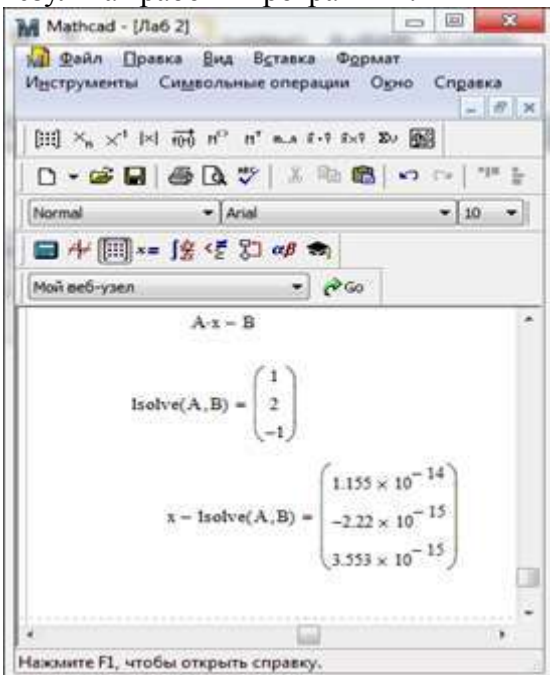 Mathcad - [Лаб 2]
Файл Правка Вид Вставка Формат
Инструменты Символьные операции Окно Справка
Normal Arial 10
Мой веб-узел Go
A·x − B
lsolve(A,B) = (1 2 −1)
x − lsolve(A,B) = (1.155 × 10^−14 −2.22 × 10^−15 3.553 × 10^−15)
Нажмите F1, чтобы открыть справку.